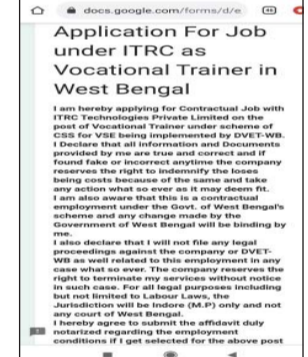 docs.google.com/forms/d/e
Application For Job
under ITRC as
Vocational Trainer in
West Bengal
I am hereby applying for Contractual Job with
ITRC Technologies Private Limited on the
post of Vocational Trainer under scheme of
CSS for VSE being implemented by DVET-WB.
I Declare that all information and Documents
provided by me are true and correct and if
found fake or incorrect anytime the company
reserves the right to indemnify the loses
being costs because of the same and take
any action what so ever as it may deem fit.
I am also aware that this is a contractual
employment under the Govt. of West Bengal's
scheme and any change made by the
Government of West Bengal will be binding by
me.
I also declare that I will not file any legal
proceedings against the company or DVET-
WB as well related to this employment in any
case what so ever. The company reserves the
right to terminate my services without notice
in such case. For all legal purposes including
but not limited to Labour Laws, the
Jurisdiction will be Indore (M.P) only and not
any court of West Bengal.
I hereby agree to submit the affidavit duly
notarized regarding the employment
conditions if I get selected for the above post